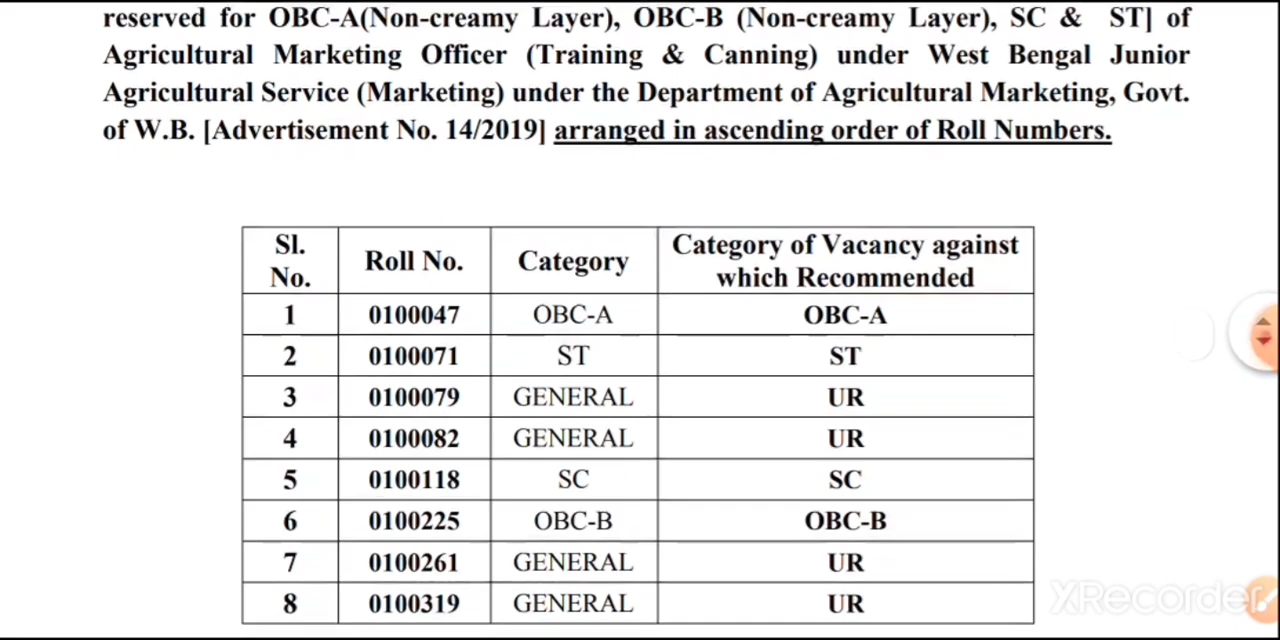 reserved for OBC-A(Non-creamy Layer), OBC-B (Non-creamy Layer), SC & ST] of
Agricultural Marketing Officer (Training & Canning) under West Bengal Junior
Agricultural Service (Marketing) under the Department of Agricultural Marketing, Govt.
of W.B. [Advertisement No. 14/2019] arranged in ascending order of Roll Numbers.
Sl. No. Roll No. Category Category of Vacancy against which Recommended
1 0100047 OBC-A OBC-A
2 0100071 ST ST
3 0100079 GENERAL UR
4 0100082 GENERAL UR
5 0100118 SC SC
6 0100225 OBC-B OBC-B
7 0100261 GENERAL UR
8 0100319 GENERAL UR
XRecorder